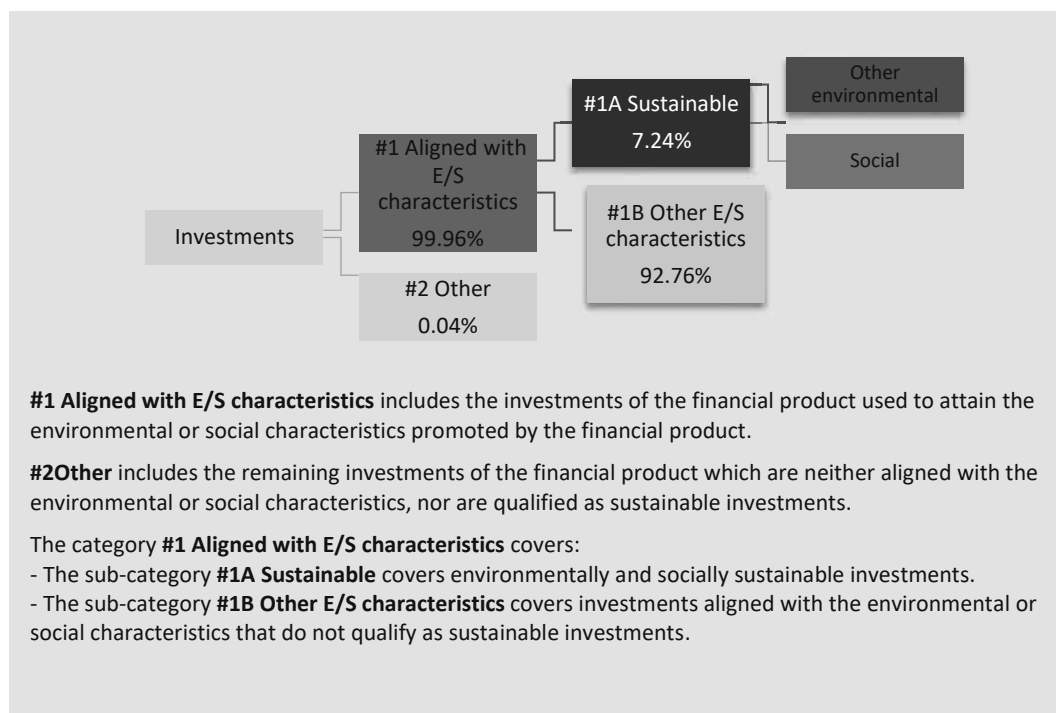 Investments
#1 Aligned with
E/S
characteristics
99.96%
#2 Other
0.04%
#1A Sustainable
7.24%
#1B Other E/S
characteristics
92.76%
Other
environmental
Social
#1 Aligned with E/S characteristics includes the investments of the financial product used to attain the
environmental or social characteristics promoted by the financial product.
#2Other includes the remaining investments of the financial product which are neither aligned with the
environmental or social characteristics, nor are qualified as sustainable investments.
The category #1 Aligned with E/S characteristics covers:
- The sub-category #1A Sustainable covers environmentally and socially sustainable investments.
- The sub-category #1B Other E/S characteristics covers investments aligned with the environmental or
social characteristics that do not qualify as sustainable investments.